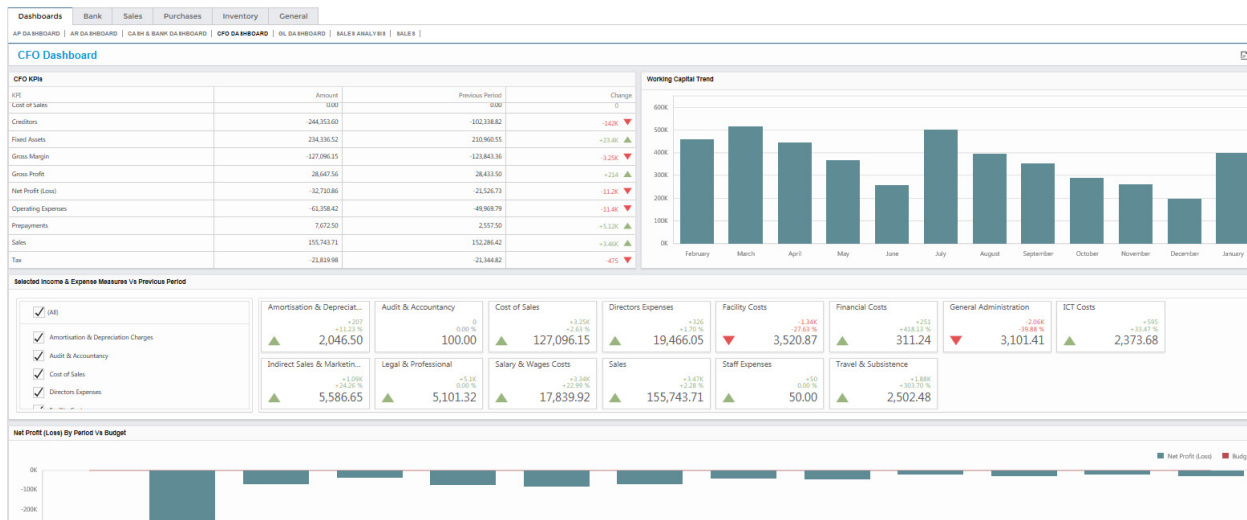 Dashboards Bank Sales Purchases Inventory General
AP DASHBOARD | AR DASHBOARD | CASH & BANK DASHBOARD | CFO DASHBOARD | GL DASHBOARD | SALES ANALYSIS | SALES |
CFO Dashboard
CFO KPIs
KPI Amount Previous Period Change
Cost of Sales 0.00 0.00 0
Creditors -244,353.60 -102,338.82 -142K
Fixed Assets 234,336.52 210,960.55 +23.4K
Gross Margin -127,096.15 -123,843.36 -3.25K
Gross Profit 28,647.56 28,433.50 +214
Net Profit (Loss) -32,710.86 -21,526.73 -11.2K
Operating Expenses -61,358.42 -49,969.79 -11.4K
Prepayments 7,672.50 2,557.50 +5.12K
Sales 155,743.71 152,286.42 +3.46K
Tax -21,819.98 -21,344.82 -475
Working Capital Trend
600K
500K
400K
300K
200K
100K
0K
February March April May June July August September October November December January
Selected Income & Expense Measures Vs Previous Period
(All)
Amortisation & Depreciation Charges
Audit & Accountancy
Cost of Sales
Directors Expenses
Amortisation & Depreciat... Audit & Accountancy Cost of Sales Directors Expenses Facility Costs Financial Costs General Administration ICT Costs
+207 0 +3.25K +326 -1.34K +251 -2.06K +595
+11.23 % 0.00 % +2.63 % +1.70 % -27.63 % +418.13 % -39.88 % +33.47 %
2,046.50 100.00 127,096.15 19,466.05 3,520.87 311.24 3,101.41 2,373.68
Indirect Sales & Marketin... Legal & Professional Salary & Wages Costs Sales Staff Expenses Travel & Subsistence
+1.09K +5.1K +3.34K +3.47K +50 +1.88K
+24.26 % 0.00 % +22.99 % +2.28 % 0.00 % +303.70 %
5,586.65 5,101.32 17,839.92 155,743.71 50.00 2,502.48
Net Profit (Loss) By Period Vs Budget
Net Profit (Loss) Budg
0K
-100K
-200K